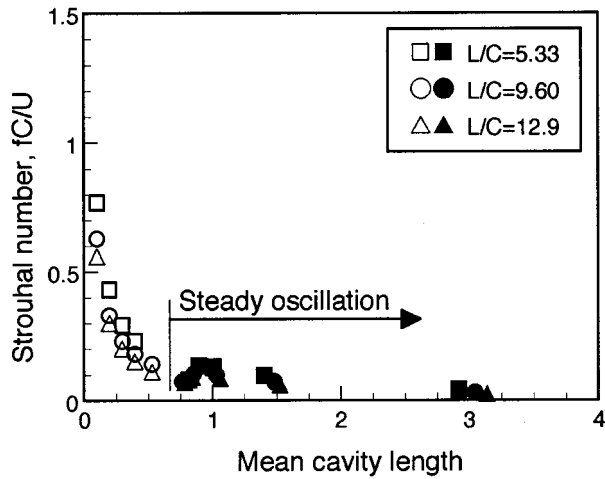 1.5
1
0.5
0
0
1
2
3
4
Strouhal number, fC/U
Mean cavity length
L/C=5.33
L/C=9.60
L/C=12.9
Steady oscillation